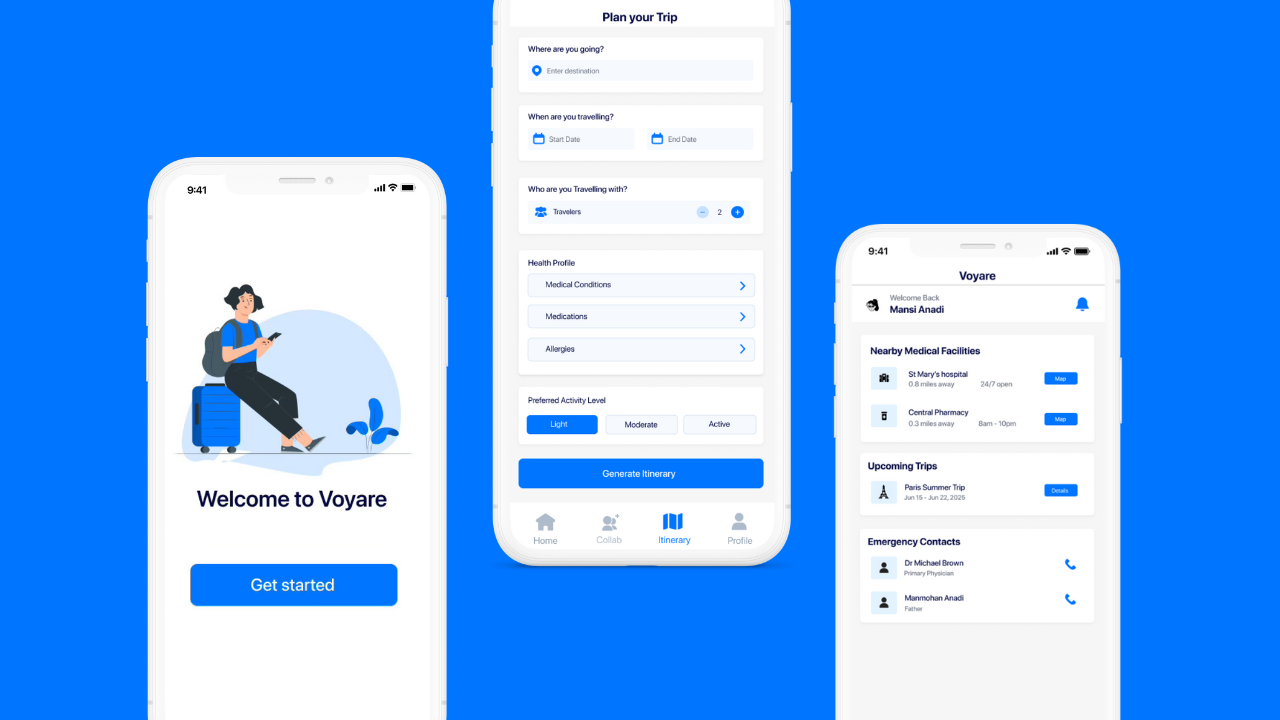 9:41
Welcome to Voyare
Get started
Plan your Trip
Where are you going?
Enter destination
When are you travelling?
Start Date
End Date
Who are you Travelling with?
Travelers
− 2 +
Health Profile
Medical Conditions
Medications
Allergies
Preferred Activity Level
Light
Moderate
Active
Generate Itinerary
Home
Collab
Itinerary
Profile
9:41
Voyare
Welcome Back
Mansi Anadi
Nearby Medical Facilities
St Mary's hospital
0.8 miles away 24/7 open
Map
Central Pharmacy
0.3 miles away 8am - 10pm
Map
Upcoming Trips
Paris Summer Trip
Jun 15 - Jun 22, 2025
Details
Emergency Contacts
Dr Michael Brown
Primary Physician
Manmohan Anadi
Father